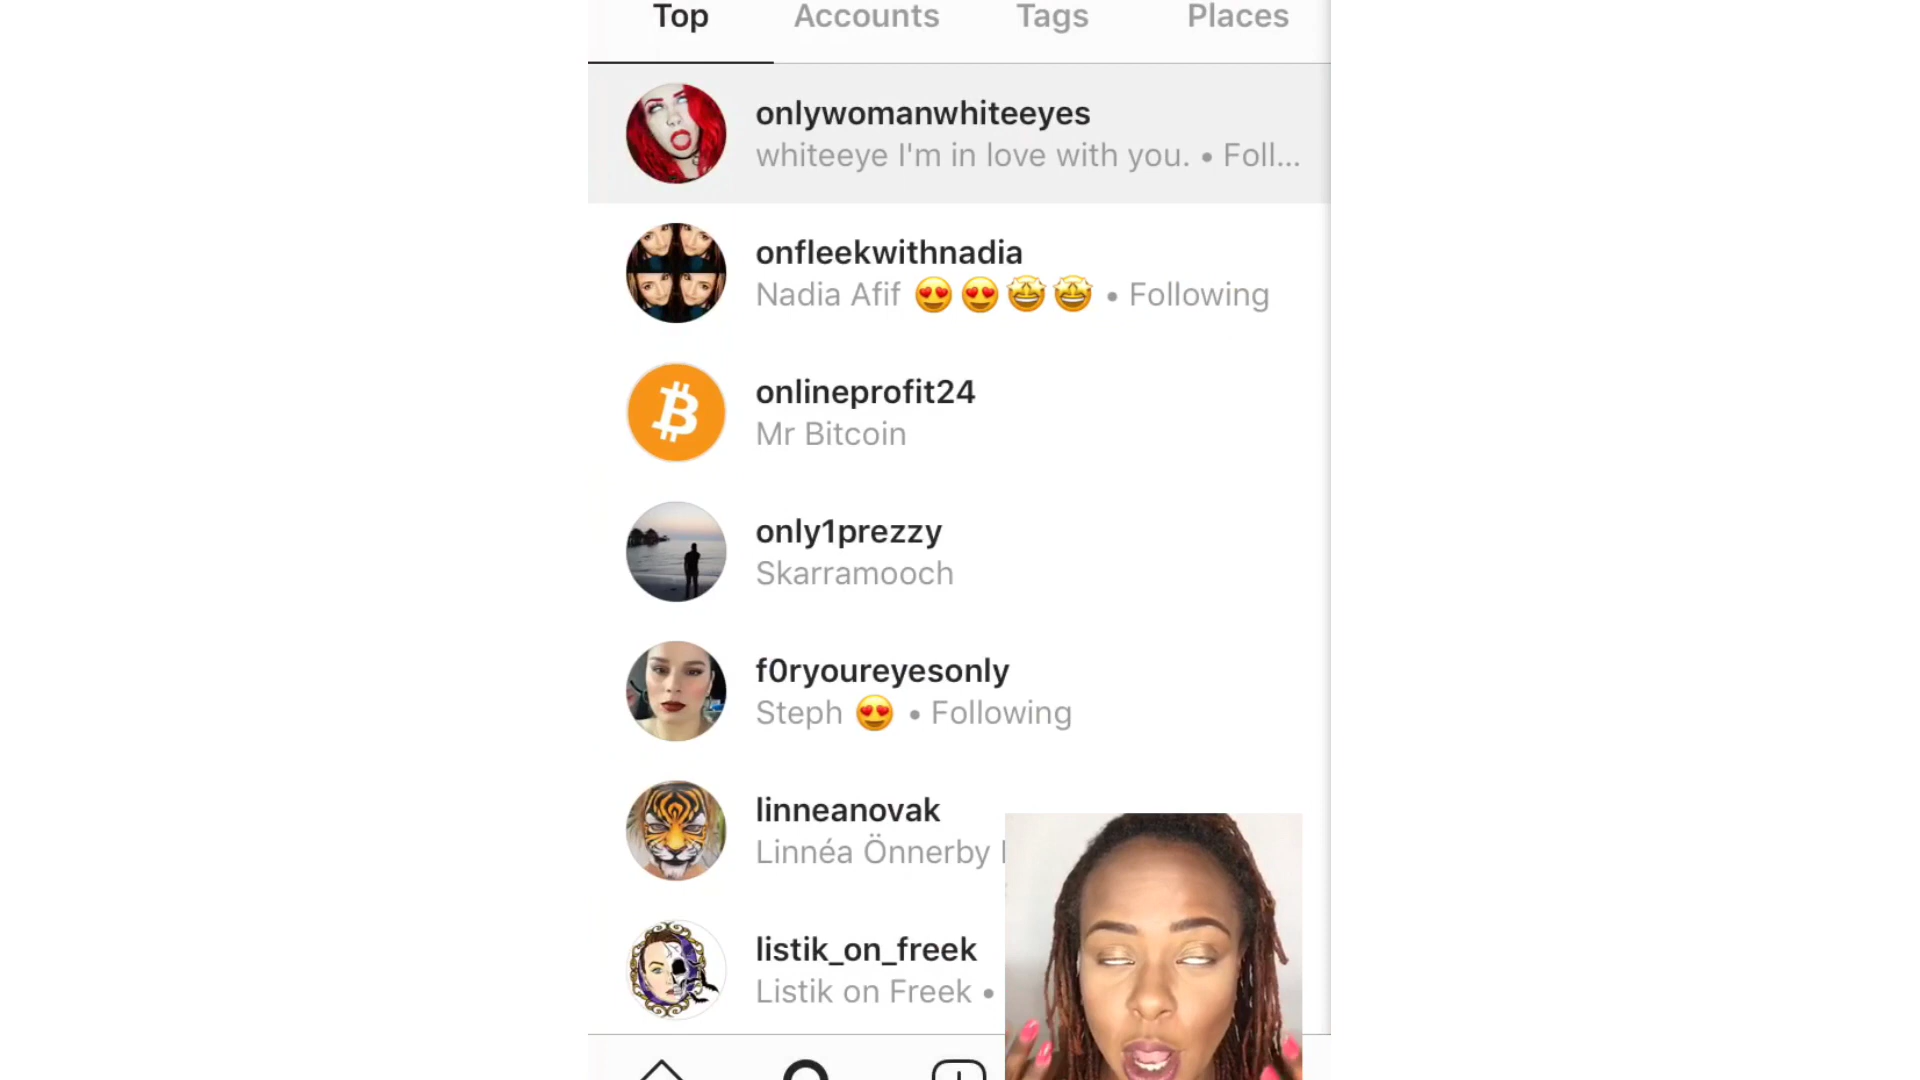 Top Accounts Tags Places
onlywomanwhiteeyes
whiteeye I'm in love with you. • Foll...
onfleekwithnadia
Nadia Afif 😍😍🤩🤩 • Following
onlineprofit24
Mr Bitcoin
only1prezzy
Skarramooch
f0ryoureyesonly
Steph 😍 • Following
linneanovak
Linnéa Önnerby
listik_on_freek
Listik on Freek •